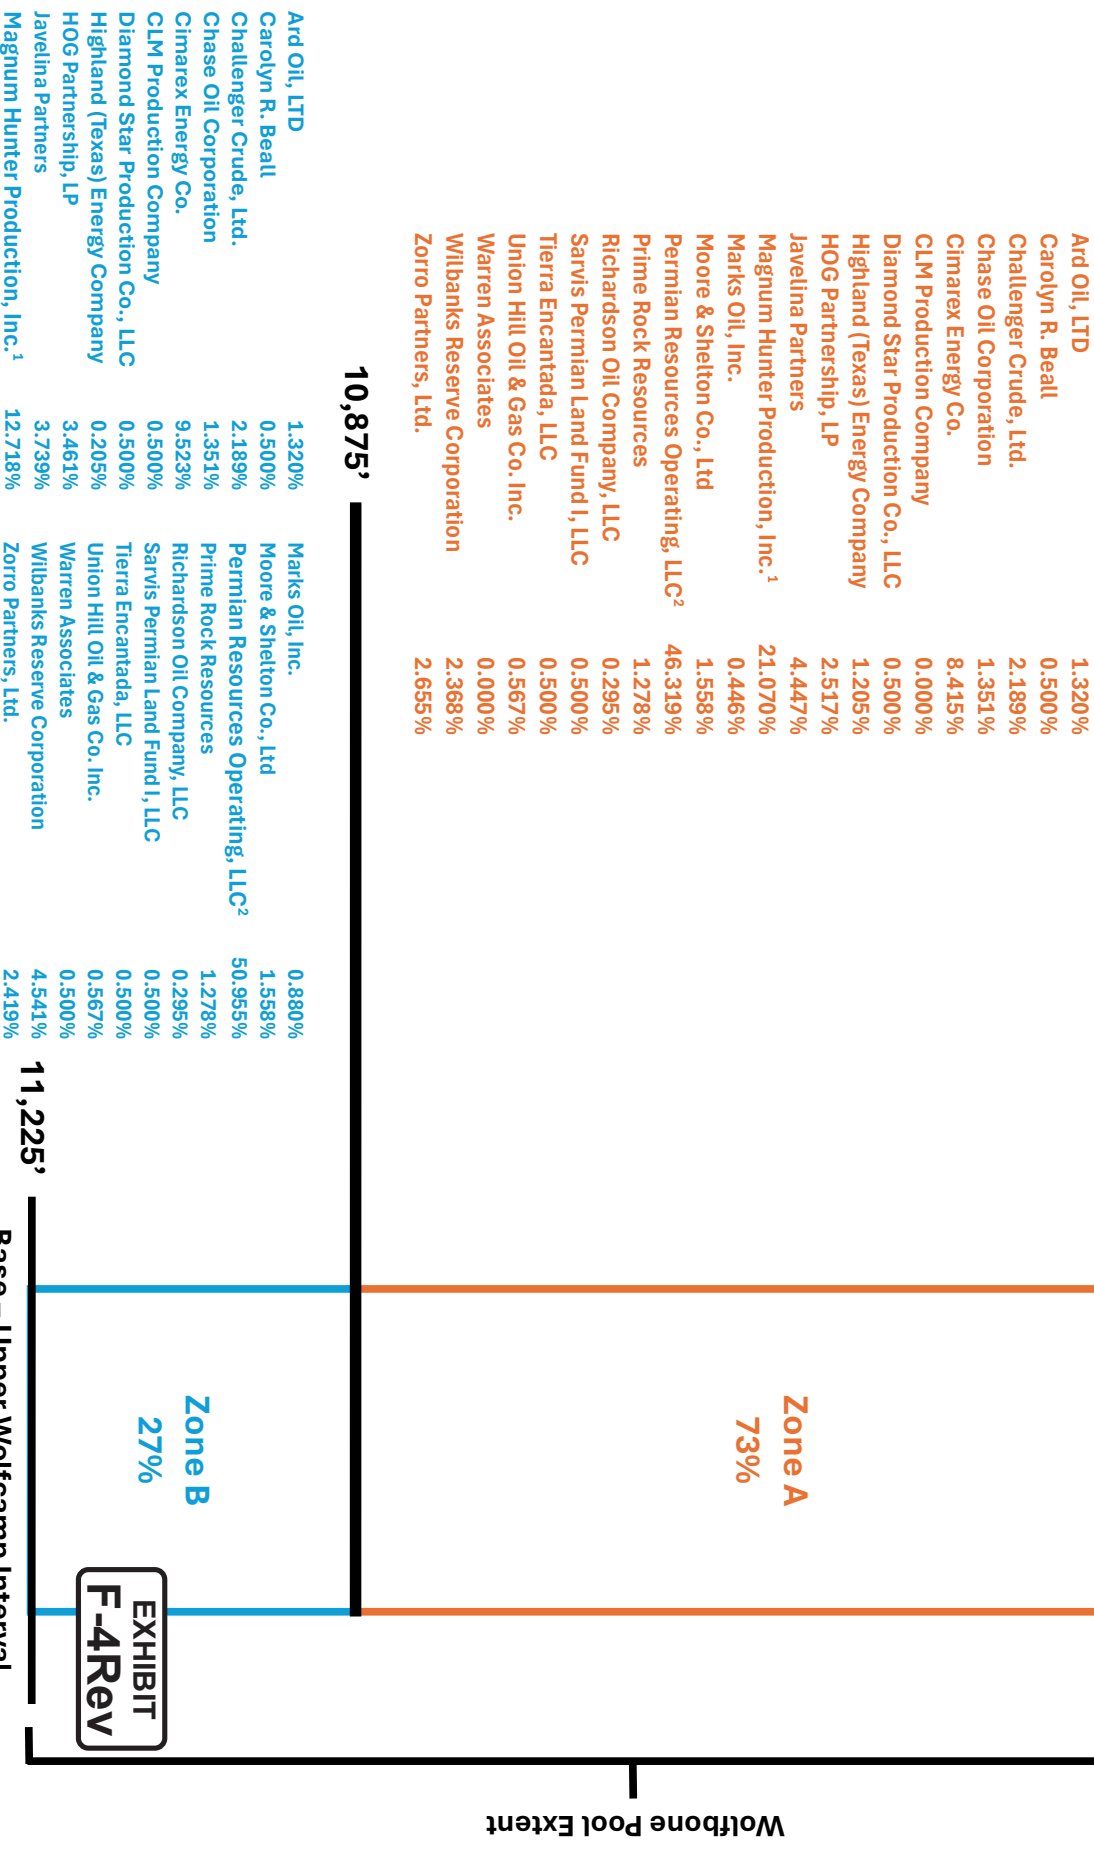 Ard Oil, LTD 1.320%
Carolyn R. Beall 0.500%
Challenger Crude, Ltd. 2.189%
Chase Oil Corporation 1.351%
Cimarex Energy Co. 8.415%
CLM Production Company 0.000%
Diamond Star Production Co., LLC 0.500%
Highland (Texas) Energy Company 1.205%
HOG Partnership, LP 2.517%
Javelina Partners 4.447%
Magnum Hunter Production, Inc.¹ 21.070%
Marks Oil, Inc. 0.446%
Moore & Shelton Co., Ltd 1.558%
Permian Resources Operating, LLC² 46.319%
Prime Rock Resources 1.278%
Richardson Oil Company, LLC 0.295%
Sarvis Permian Land Fund I, LLC 0.500%
Tierra Encantada, LLC 0.500%
Union Hill Oil & Gas Co. Inc. 0.567%
Warren Associates 0.000%
Wilbanks Reserve Corporation 2.368%
Zorro Partners, Ltd. 2.655%
Zone A
73%
Wolfbone Pool Extent
10,875’
Ard Oil, LTD 1.320% Marks Oil, Inc. 0.880%
Carolyn R. Beall 0.500% Moore & Shelton Co., Ltd 1.558%
Challenger Crude, Ltd. 2.189% Permian Resources Operating, LLC² 50.955%
Chase Oil Corporation 1.351% Prime Rock Resources 1.278%
Cimarex Energy Co. 9.523% Richardson Oil Company, LLC 0.295%
CLM Production Company 0.500% Sarvis Permian Land Fund I, LLC 0.500%
Diamond Star Production Co., LLC 0.500% Tierra Encantada, LLC 0.500%
Highland (Texas) Energy Company 0.205% Union Hill Oil & Gas Co. Inc. 0.567%
HOG Partnership, LP 3.461% Warren Associates 0.500%
Javelina Partners 3.739% Wilbanks Reserve Corporation 4.541%
Magnum Hunter Production, Inc.¹ 12.718% Zorro Partners, Ltd. 2.419%
Zone B
27%
EXHIBIT
F-4Rev
11,225’
Base – Upper Wolfcamp Interval